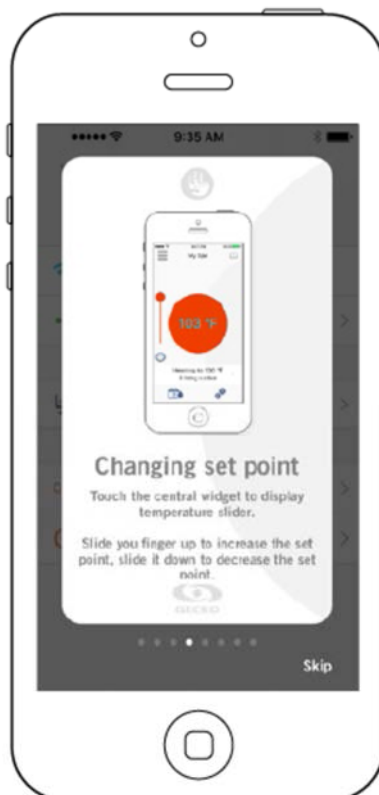 9:35 AM
My SPA
103 °F
Changing set point
Touch the central widget to display
temperature slider.
Slide you finger up to increase the set
point, slide it down to decrease the set
point.
GECKO
Skip